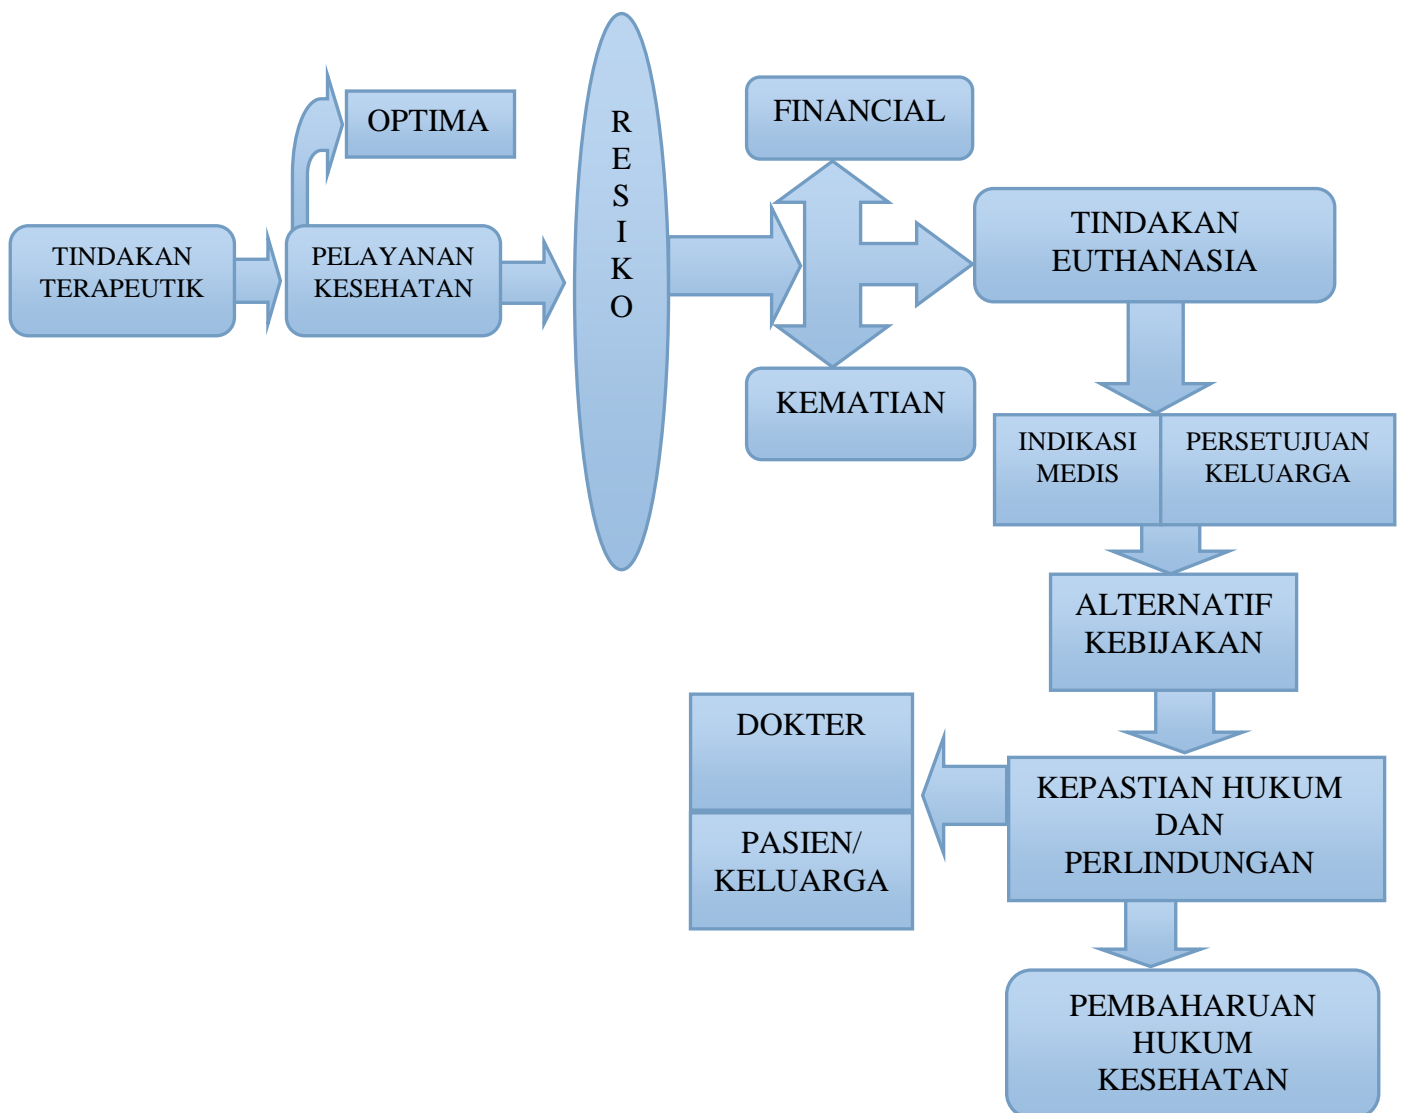 OPTIMA
TINDAKAN
TERAPEUTIK
PELAYANAN
KESEHATAN
R
E
S
I
K
O
FINANCIAL
KEMATIAN
TINDAKAN
EUTHANASIA
INDIKASI
MEDIS
PERSETUJUAN
KELUARGA
ALTERNATIF
KEBIJAKAN
KEPASTIAN HUKUM
DAN
PERLINDUNGAN
DOKTER
PASIEN/
KELUARGA
PEMBAHARUAN
HUKUM
KESEHATAN